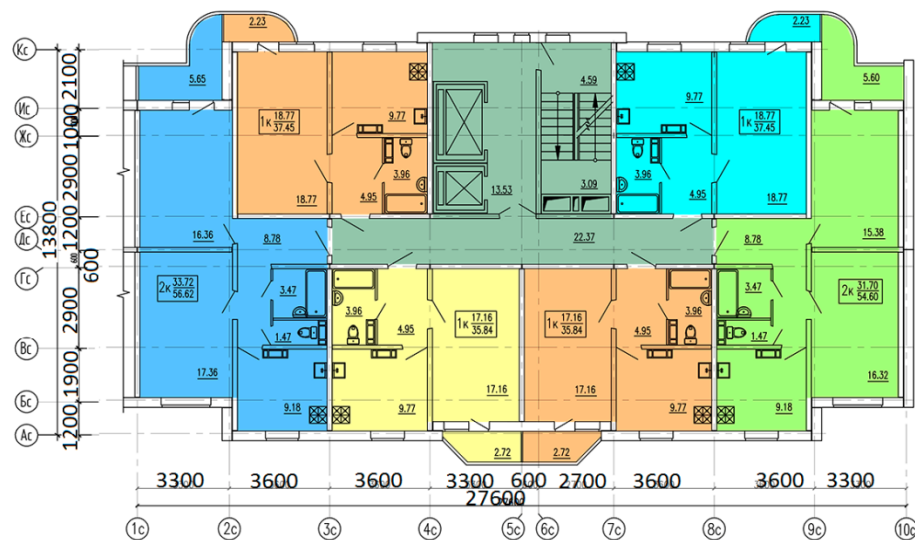 2.23
2.23
Кс
5.65
4.59
5.60
2100
Ис
9.77
9.77
1к 18.77 37.45
1к 18.77 37.45
Жс
1000
3.96
3.96
2900
18.77
4.95
13.53
3.09
4.95
18.77
Ес
16.36
8.78
22.37
8.78
15.38
1200
Дс
13800
600
600
Гс
2к 33.72 56.62
3.47
3.96
1к 17.16 35.84
1к 17.16 35.84
3.96
3.47
2к 31.70 54.60
2900
1.47
4.95
4.95
1.47
Вс
17.36
16.32
1900
9.18
9.77
17.16
17.16
9.77
9.18
Бс
1200
Ас
2.72
2.72
3300 3600 3600 3300 600 2700 3600 3600 3300
27600
1с 2с 3с 4с 5с 6с 7с 8с 9с 10с